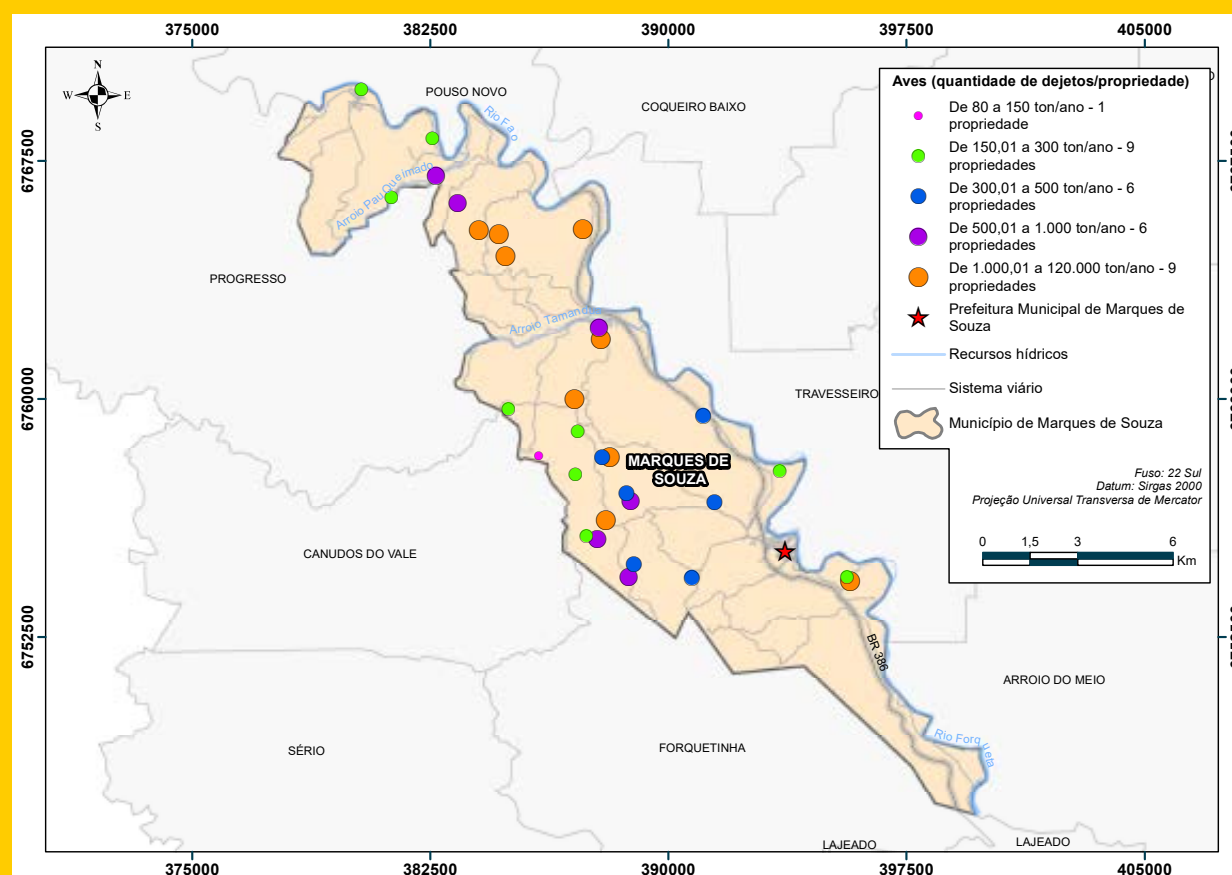 375000
382500
390000
397500
405000
N
W
E
S
6767500
6760000
6752500
POUSO NOVO
COQUEIRO BAIXO
Rio Fao
Arroio Pau Queimado
PROGRESSO
Arroio Taman
TRAVESSEIRO
MARQUES DE
SOUZA
CANUDOS DO VALE
BR 386
ARROIO DO MEIO
Rio Forqueta
SÉRIO
FORQUETINHA
LAJEADO
LAJEADO
Aves (quantidade de dejetos/propriedade)
De 80 a 150 ton/ano - 1
propriedade
De 150,01 a 300 ton/ano - 9
propriedades
De 300,01 a 500 ton/ano - 6
propriedades
De 500,01 a 1.000 ton/ano - 6
propriedades
De 1.000,01 a 120.000 ton/ano - 9
propriedades
Prefeitura Municipal de Marques de
Souza
Recursos hídricos
Sistema viário
Município de Marques de Souza
Fuso: 22 Sul
Datum: Sirgas 2000
Projeção Universal Transversa de Mercator
0 1,5 3 6
Km
375000
382500
390000
397500
405000